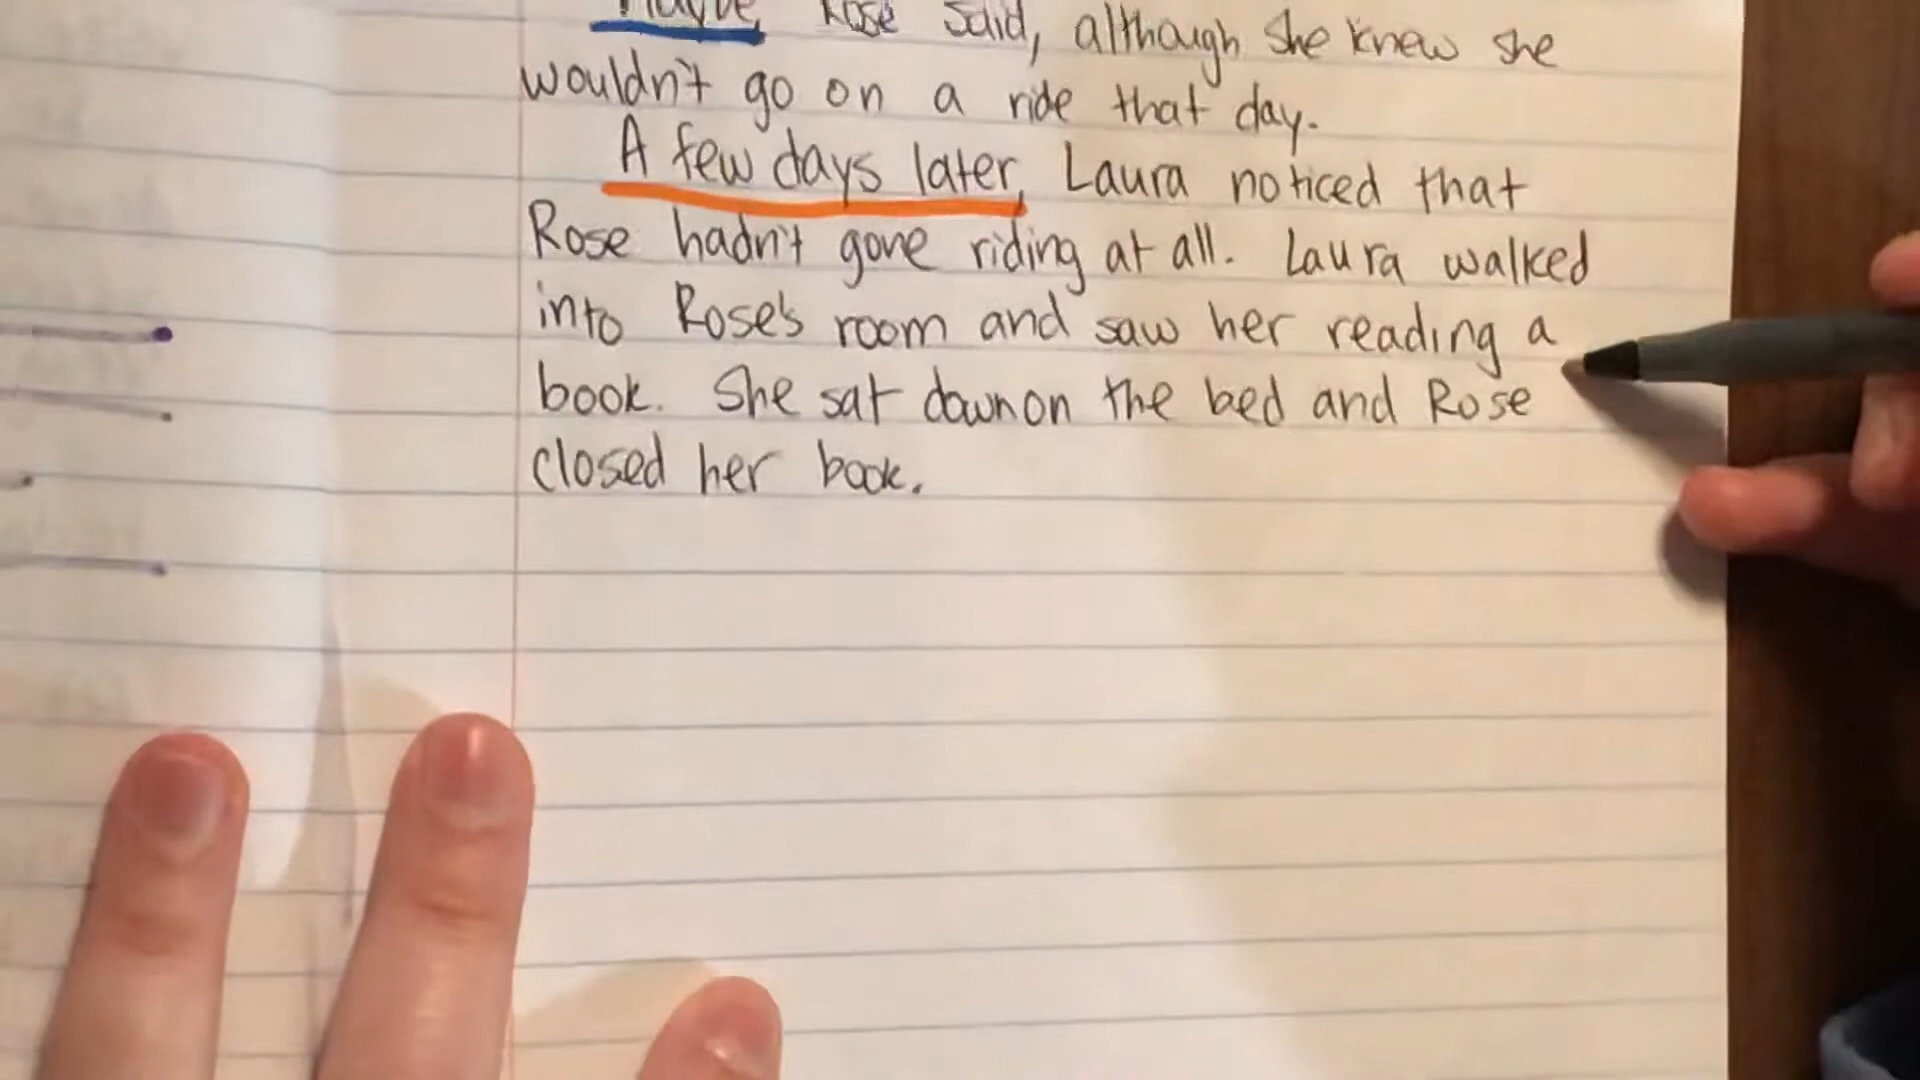 Maybe, Rose said, although she knew she
wouldn't go on a ride that day.
A few days later, Laura noticed that
Rose hadn't gone riding at all. Laura walked
into Rose's room and saw her reading a
book. She sat down on the bed and Rose
closed her book.